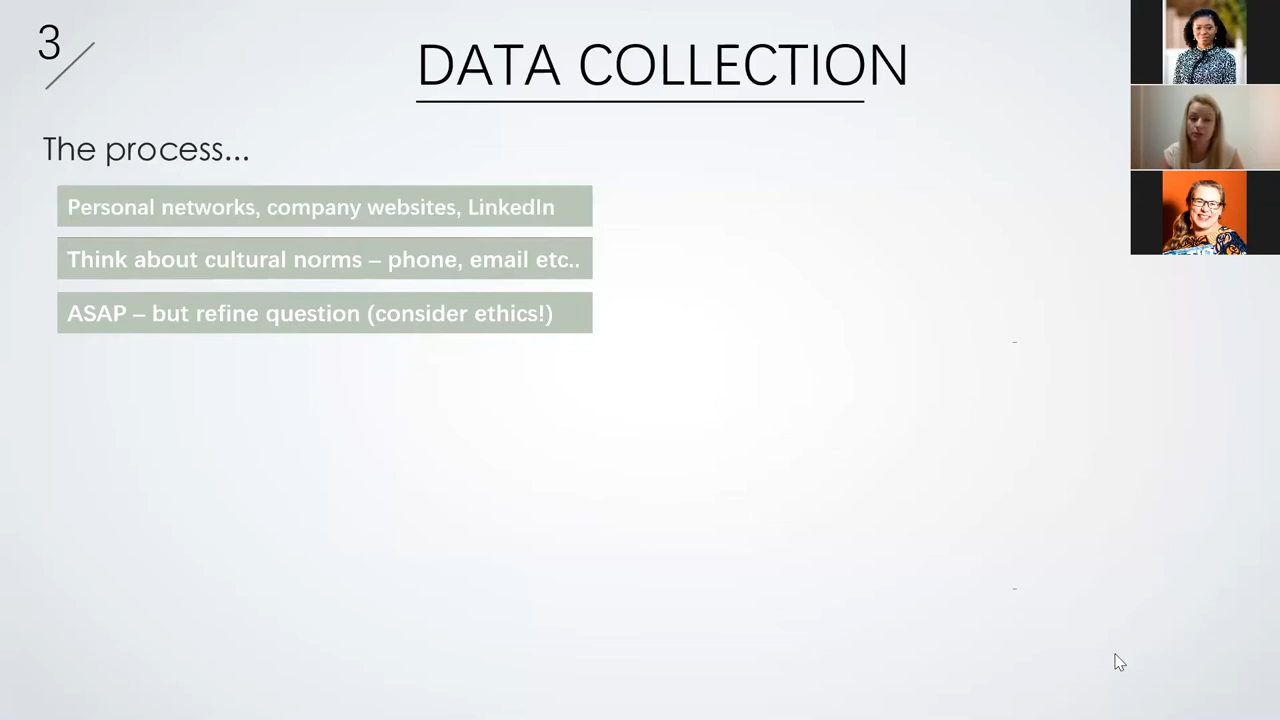 3
DATA COLLECTION
The process...
Personal networks, company websites, LinkedIn
Think about cultural norms – phone, email etc..
ASAP – but refine question (consider ethics!)